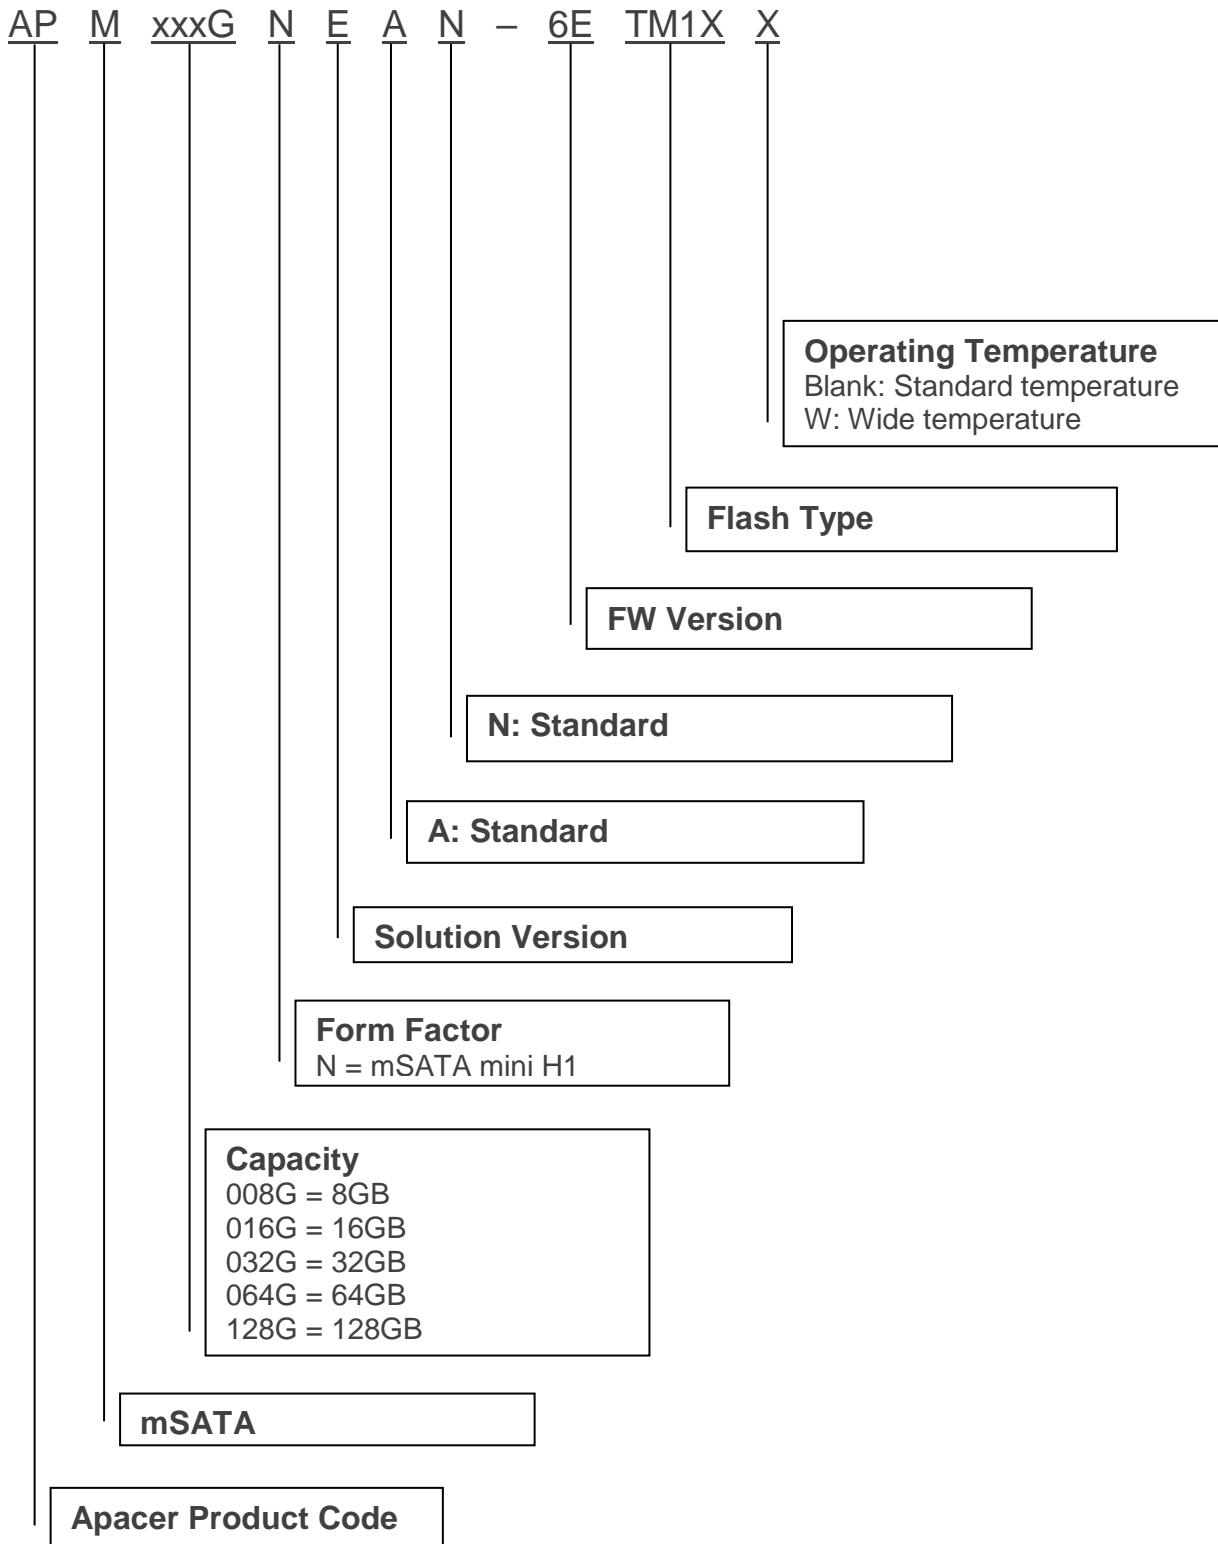 AP M xxxG N E A N – 6E TM1X X
Operating Temperature
Blank: Standard temperature
W: Wide temperature
Flash Type
FW Version
N: Standard
A: Standard
Solution Version
Form Factor
N = mSATA mini H1
Capacity
008G = 8GB
016G = 16GB
032G = 32GB
064G = 64GB
128G = 128GB
mSATA
Apacer Product Code